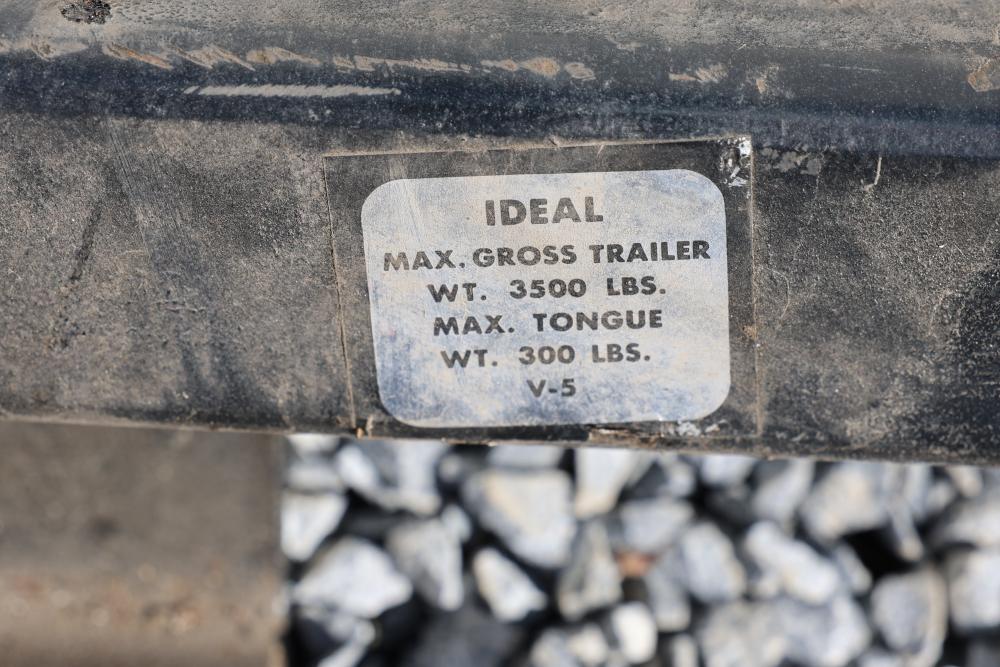 IDEAL
MAX. GROSS TRAILER
WT. 3500 LBS.
MAX. TONGUE
WT. 300 LBS.
V-5